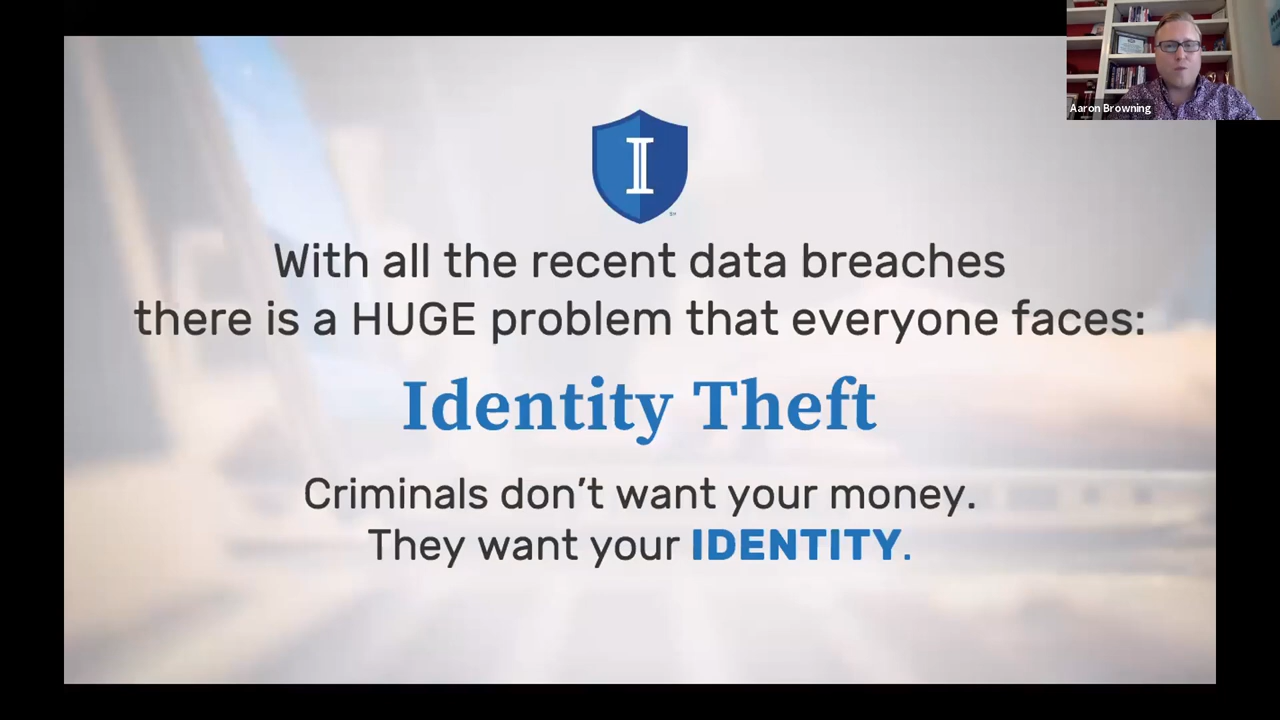 Aaron Browning
I
SM
With all the recent data breaches
there is a HUGE problem that everyone faces:
Identity Theft
Criminals don’t want your money.
They want your IDENTITY.